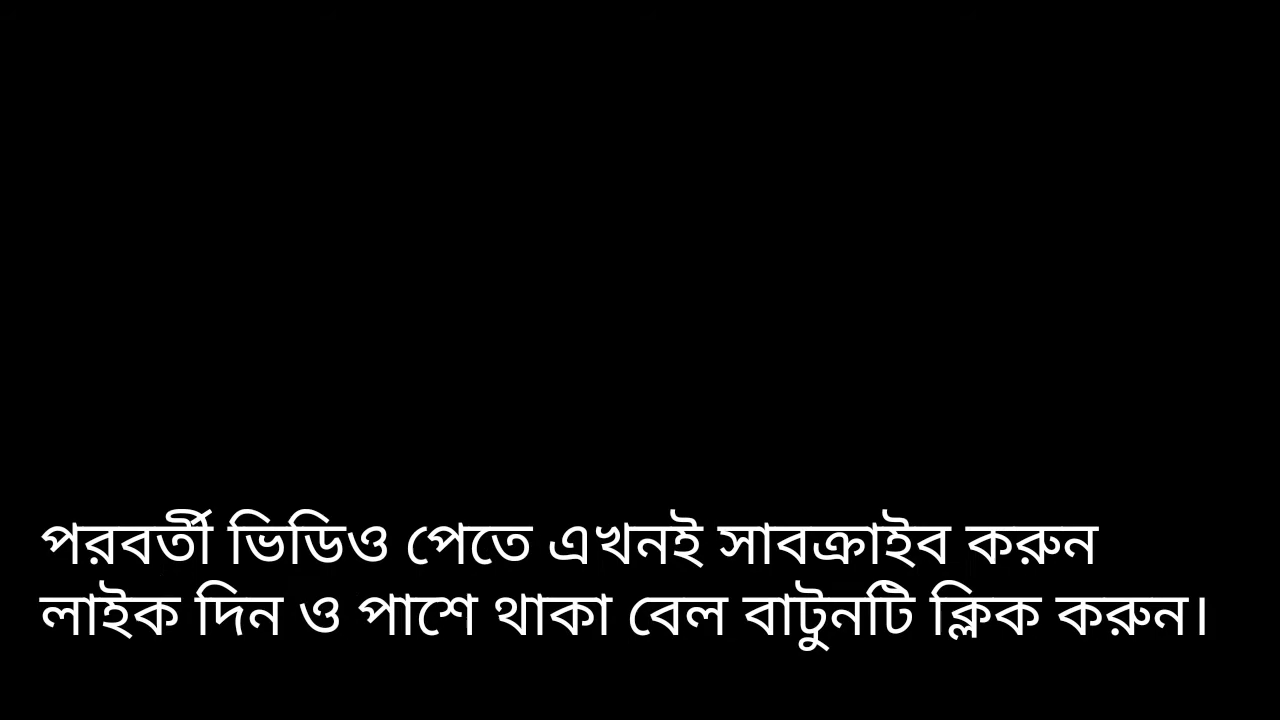 পরবর্তী ভিডিও পেতে এখনই সাবক্রাইব করুন
লাইক দিন ও পাশে থাকা বেল বাটুনটি ক্লিক করুন।